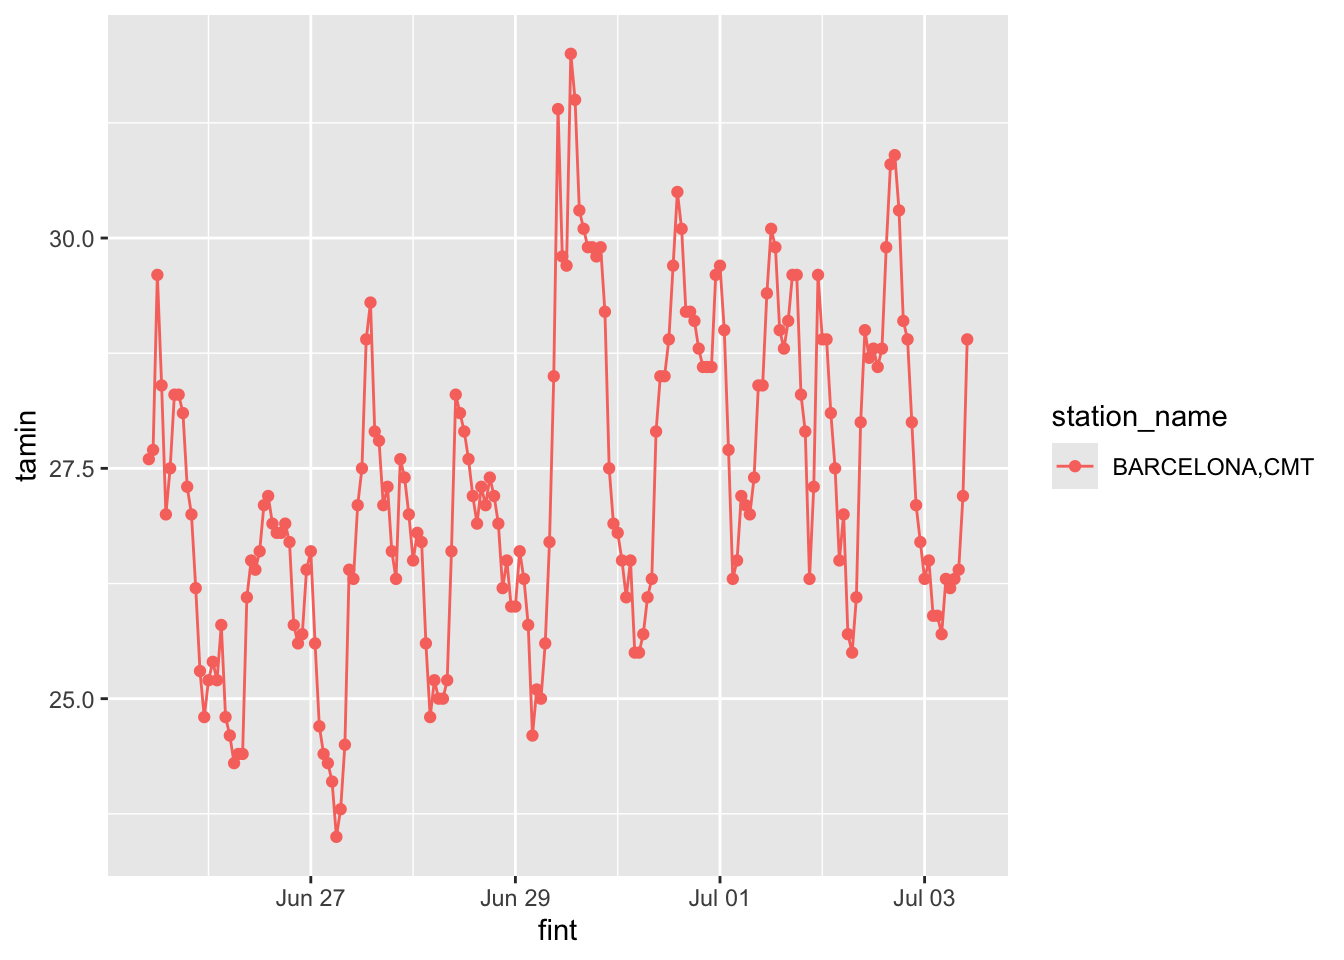 30.0
27.5
25.0
tamin
Jun 27
Jun 29
Jul 01
Jul 03
fint
station_name
BARCELONA,CMT